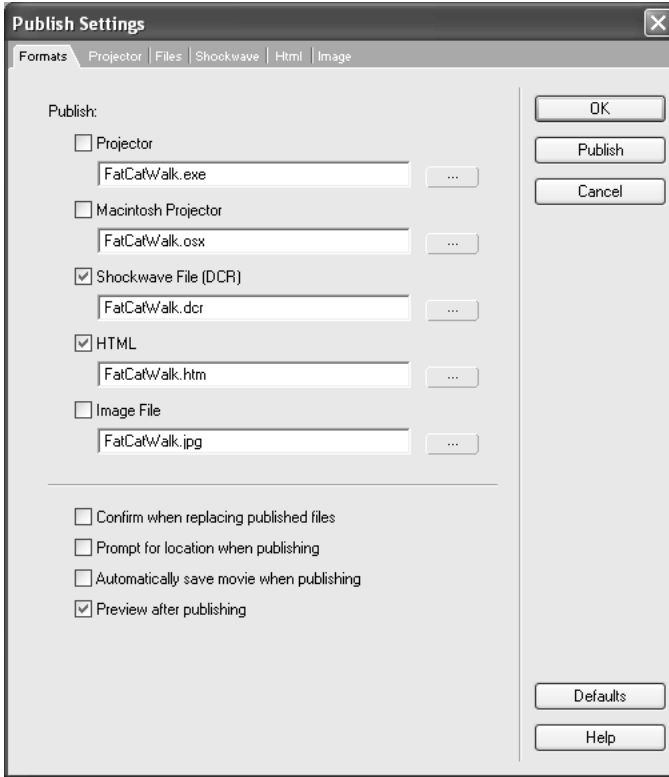 Publish Settings
Formats Projector Files Shockwave Html Image
Publish:
Projector
FatCatWalk.exe
...
Macintosh Projector
FatCatWalk.osx
...
Shockwave File (DCR)
FatCatWalk.dcr
...
HTML
FatCatWalk.htm
...
Image File
FatCatWalk.jpg
...
Confirm when replacing published files
Prompt for location when publishing
Automatically save movie when publishing
Preview after publishing
OK
Publish
Cancel
Defaults
Help